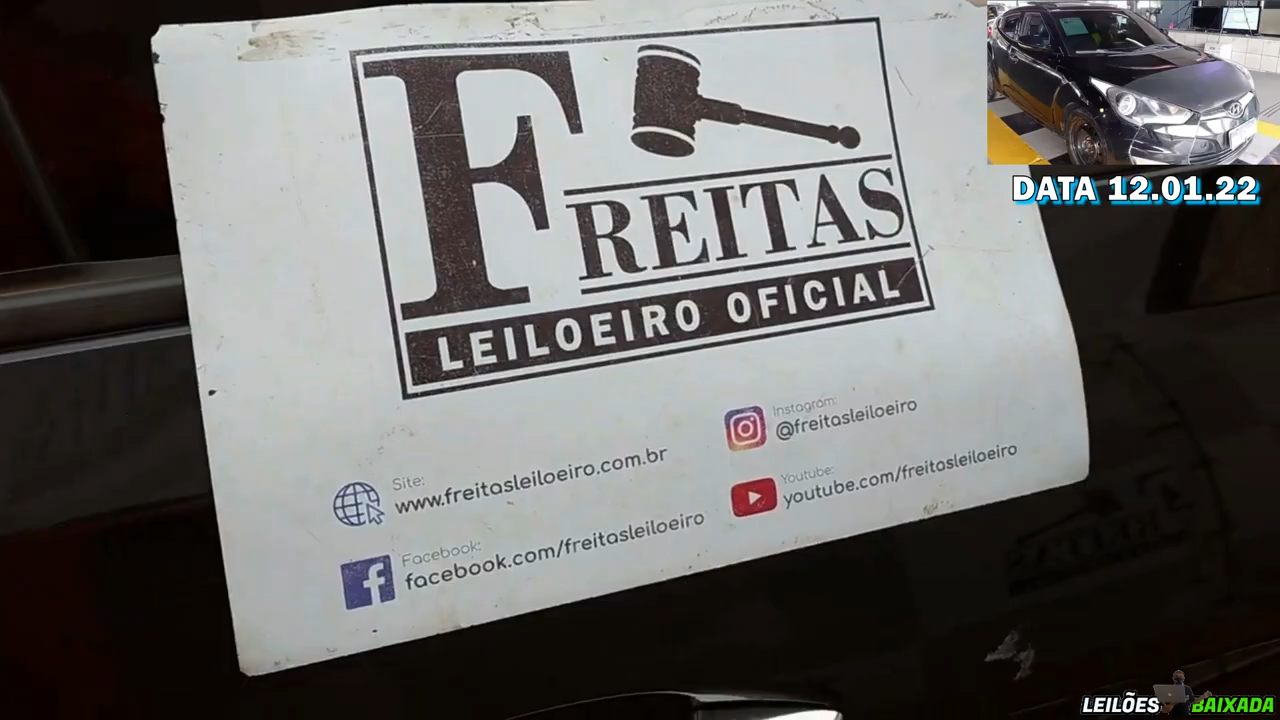 FREITAS
LEILOEIRO OFICIAL
Site:
www.freitasleiloeiro.com.br
Facebook:
facebook.com/freitasleiloeiro
Instagram:
@freitasleiloeiro
Youtube:
youtube.com/freitasleiloeiro
DATA 12.01.22
LEILÕES BAIXADA